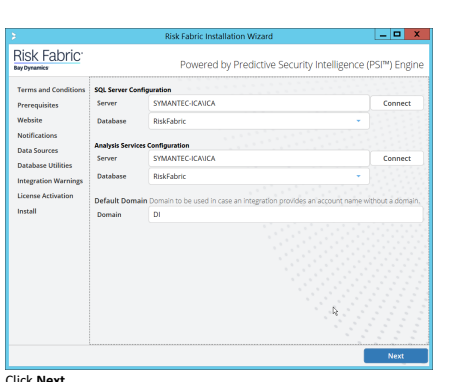 Risk Fabric Installation Wizard
Risk Fabric
Bay Dynamics
Powered by Predictive Security Intelligence (PSI™) Engine
Terms and Conditions
Prerequisites
Website
Notifications
Data Sources
Database Utilities
Integration Warnings
License Activation
Install
SQL Server Configuration
Server SYMANTEC-ICA\ICA Connect
Database RiskFabric
Analysis Services Configuration
Server SYMANTEC-ICA\ICA Connect
Database RiskFabric
Default Domain Domain to be used in case an integration provides an account name without a domain.
Domain DI
Next
Click Next